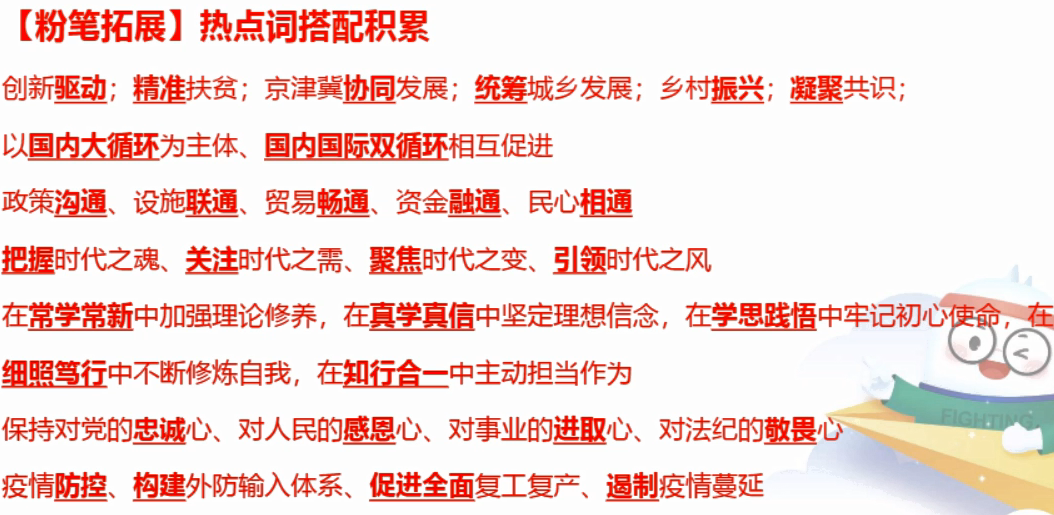 【粉笔拓展】热点词搭配积累
创新驱动；精准扶贫；京津冀协同发展；统筹城乡发展；乡村振兴；凝聚共识；
以国内大循环为主体、国内国际双循环相互促进
政策沟通、设施联通、贸易畅通、资金融通、民心相通
把握时代之魂、关注时代之需、聚焦时代之变、引领时代之风
在常学常新中加强理论修养，在真学真信中坚定理想信念，在学思践悟中牢记初心使命，在
细照笃行中不断修炼自我，在知行合一中主动担当作为
保持对党的忠诚心、对人民的感恩心、对事业的进取心、对法纪的敬畏心
疫情防控、构建外防输入体系、促进全面复工复产、遏制疫情蔓延
FIGHTING